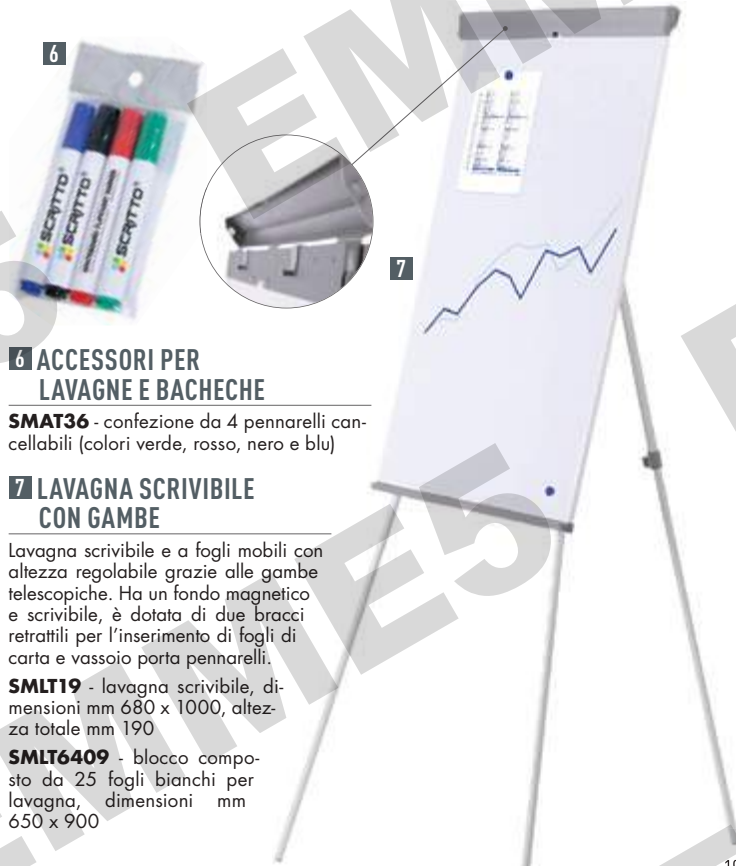 6
SCRITTO®
SCRITTO®
SCRITTO®
7
6 ACCESSORI PER
LAVAGNE E BACHECHE
SMAT36 - confezione da 4 pennarelli can-
cellabili (colori verde, rosso, nero e blu)
7 LAVAGNA SCRIVIBILE
CON GAMBE
Lavagna scrivibile e a fogli mobili con
altezza regolabile grazie alle gambe
telescopiche. Ha un fondo magnetico
e scrivibile, è dotata di due bracci
retrattili per l'inserimento di fogli di
carta e vassoio porta pennarelli.
SMLT19 - lavagna scrivibile, di-
mensioni mm 680 x 1000, altez-
za totale mm 190
SMLT6409 - blocco compo-
sto da 25 fogli bianchi per
lavagna, dimensioni mm
650 x 900
EMME5